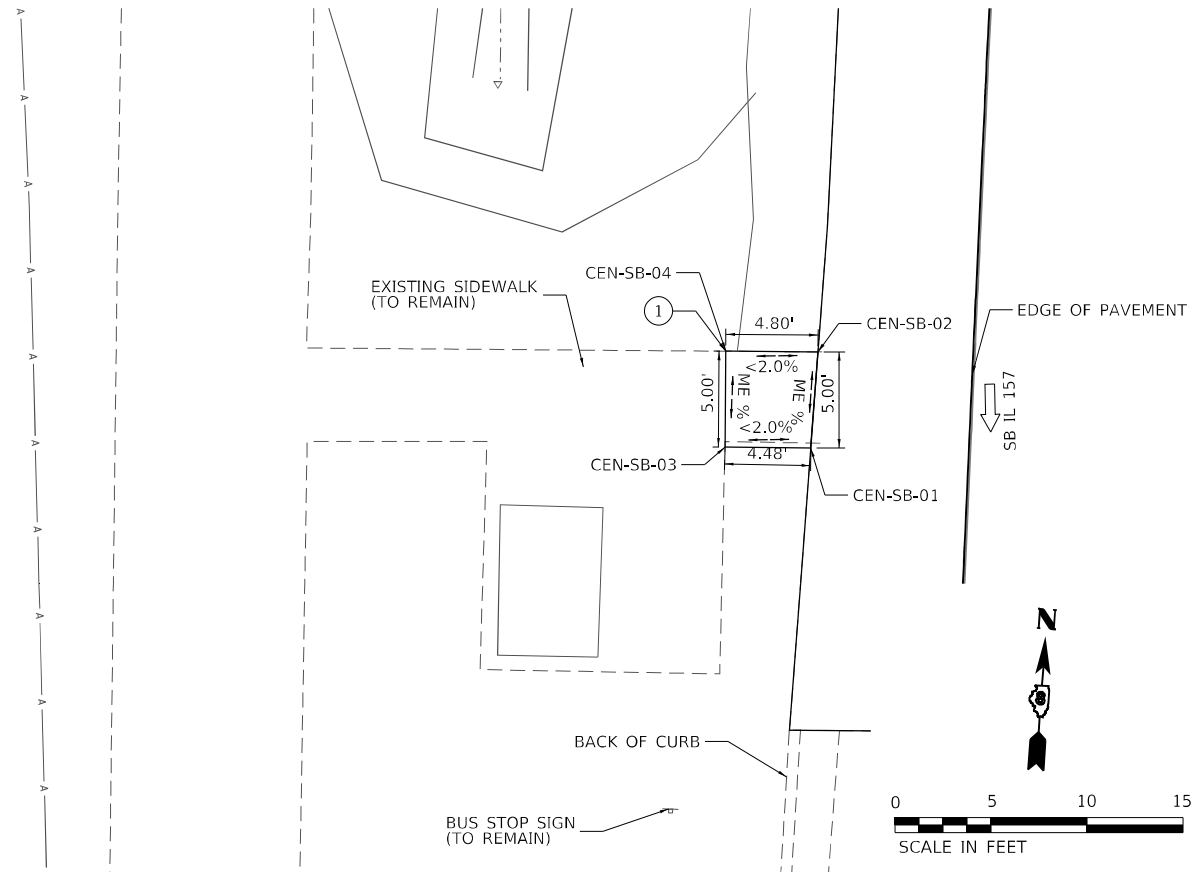 CEN-SB-04
EXISTING SIDEWALK
(TO REMAIN)
1
4.80'
CEN-SB-02
EDGE OF PAVEMENT
<2.0%
5.00'
ME %
ME %
5.00'
SB IL 157
<2.0%
CEN-SB-03
4.48'
CEN-SB-01
N
8
BACK OF CURB
BUS STOP SIGN
(TO REMAIN)
0 5 10 15
SCALE IN FEET
A
A
A
A
A
A
A
A
A
A